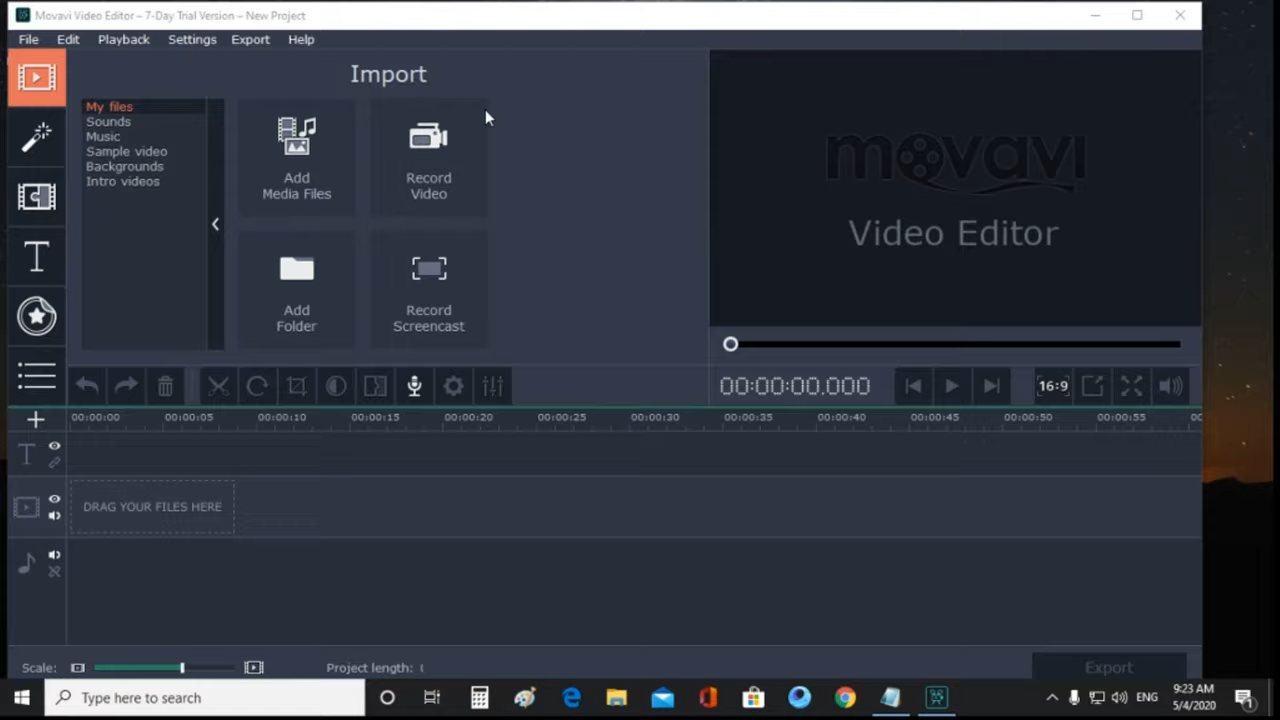 Movavi Video Editor – 7-Day Trial Version – New Project
File Edit Playback Settings Export Help
Import
My files
Sounds
Music
Sample video
Backgrounds
Intro videos
Add
Media Files
Record
Video
Add
Folder
Record
Screencast
movavi
Video Editor
00:00:00.000
16:9
00:00:00 00:00:05 00:00:10 00:00:15 00:00:20 00:00:25 00:00:30 00:00:35 00:00:40 00:00:45 00:00:50 00:00:55 00
T
DRAG YOUR FILES HERE
Scale:
Project length:
Export
Type here to search
ENG
9:23 AM
5/4/2020
1